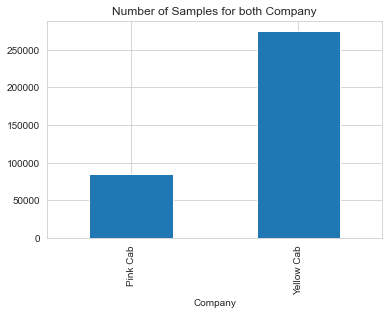 Number of Samples for both Company
250000
200000
150000
100000
50000
0
Pink Cab
Yellow Cab
Company